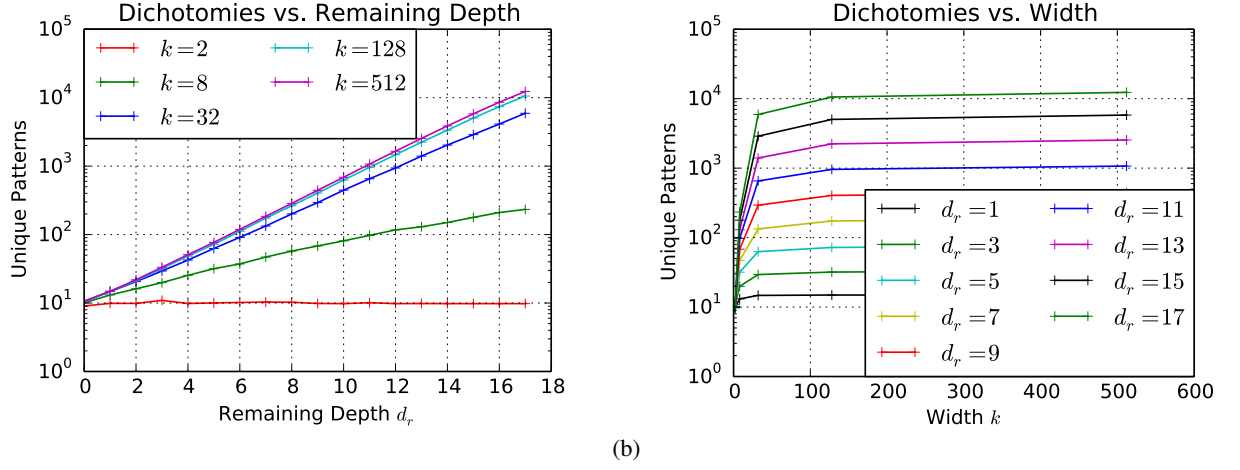 Dichotomies vs. Remaining Depth
10^5
10^4
10^3
10^2
10^1
10^0
Unique Patterns
k=2
k=8
k=32
k=128
k=512
0 2 4 6 8 10 12 14 16 18
Remaining Depth d_r
Dichotomies vs. Width
10^5
10^4
10^3
10^2
10^1
10^0
Unique Patterns
d_r=1
d_r=3
d_r=5
d_r=7
d_r=9
d_r=11
d_r=13
d_r=15
d_r=17
0 100 200 300 400 500 600
Width k
(b)